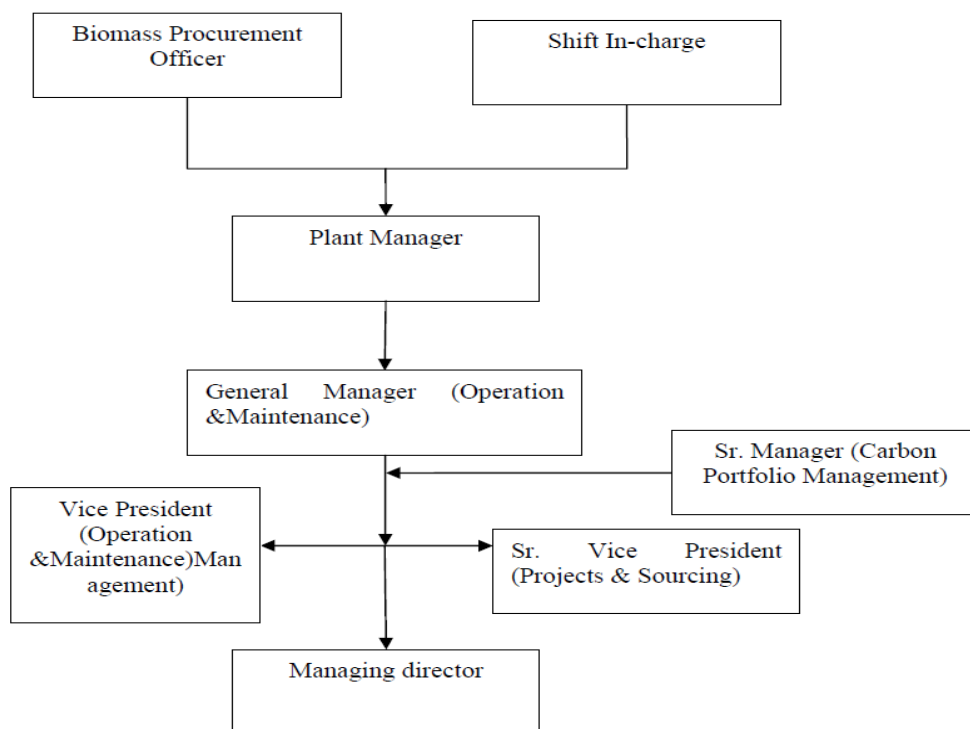 Biomass Procurement
Officer
Shift In-charge
Plant Manager
General Manager (Operation
&Maintenance)
Sr. Manager (Carbon
Portfolio Management)
Vice President
(Operation
&Maintenance)Man
agement)
Sr. Vice President
(Projects & Sourcing)
Managing director